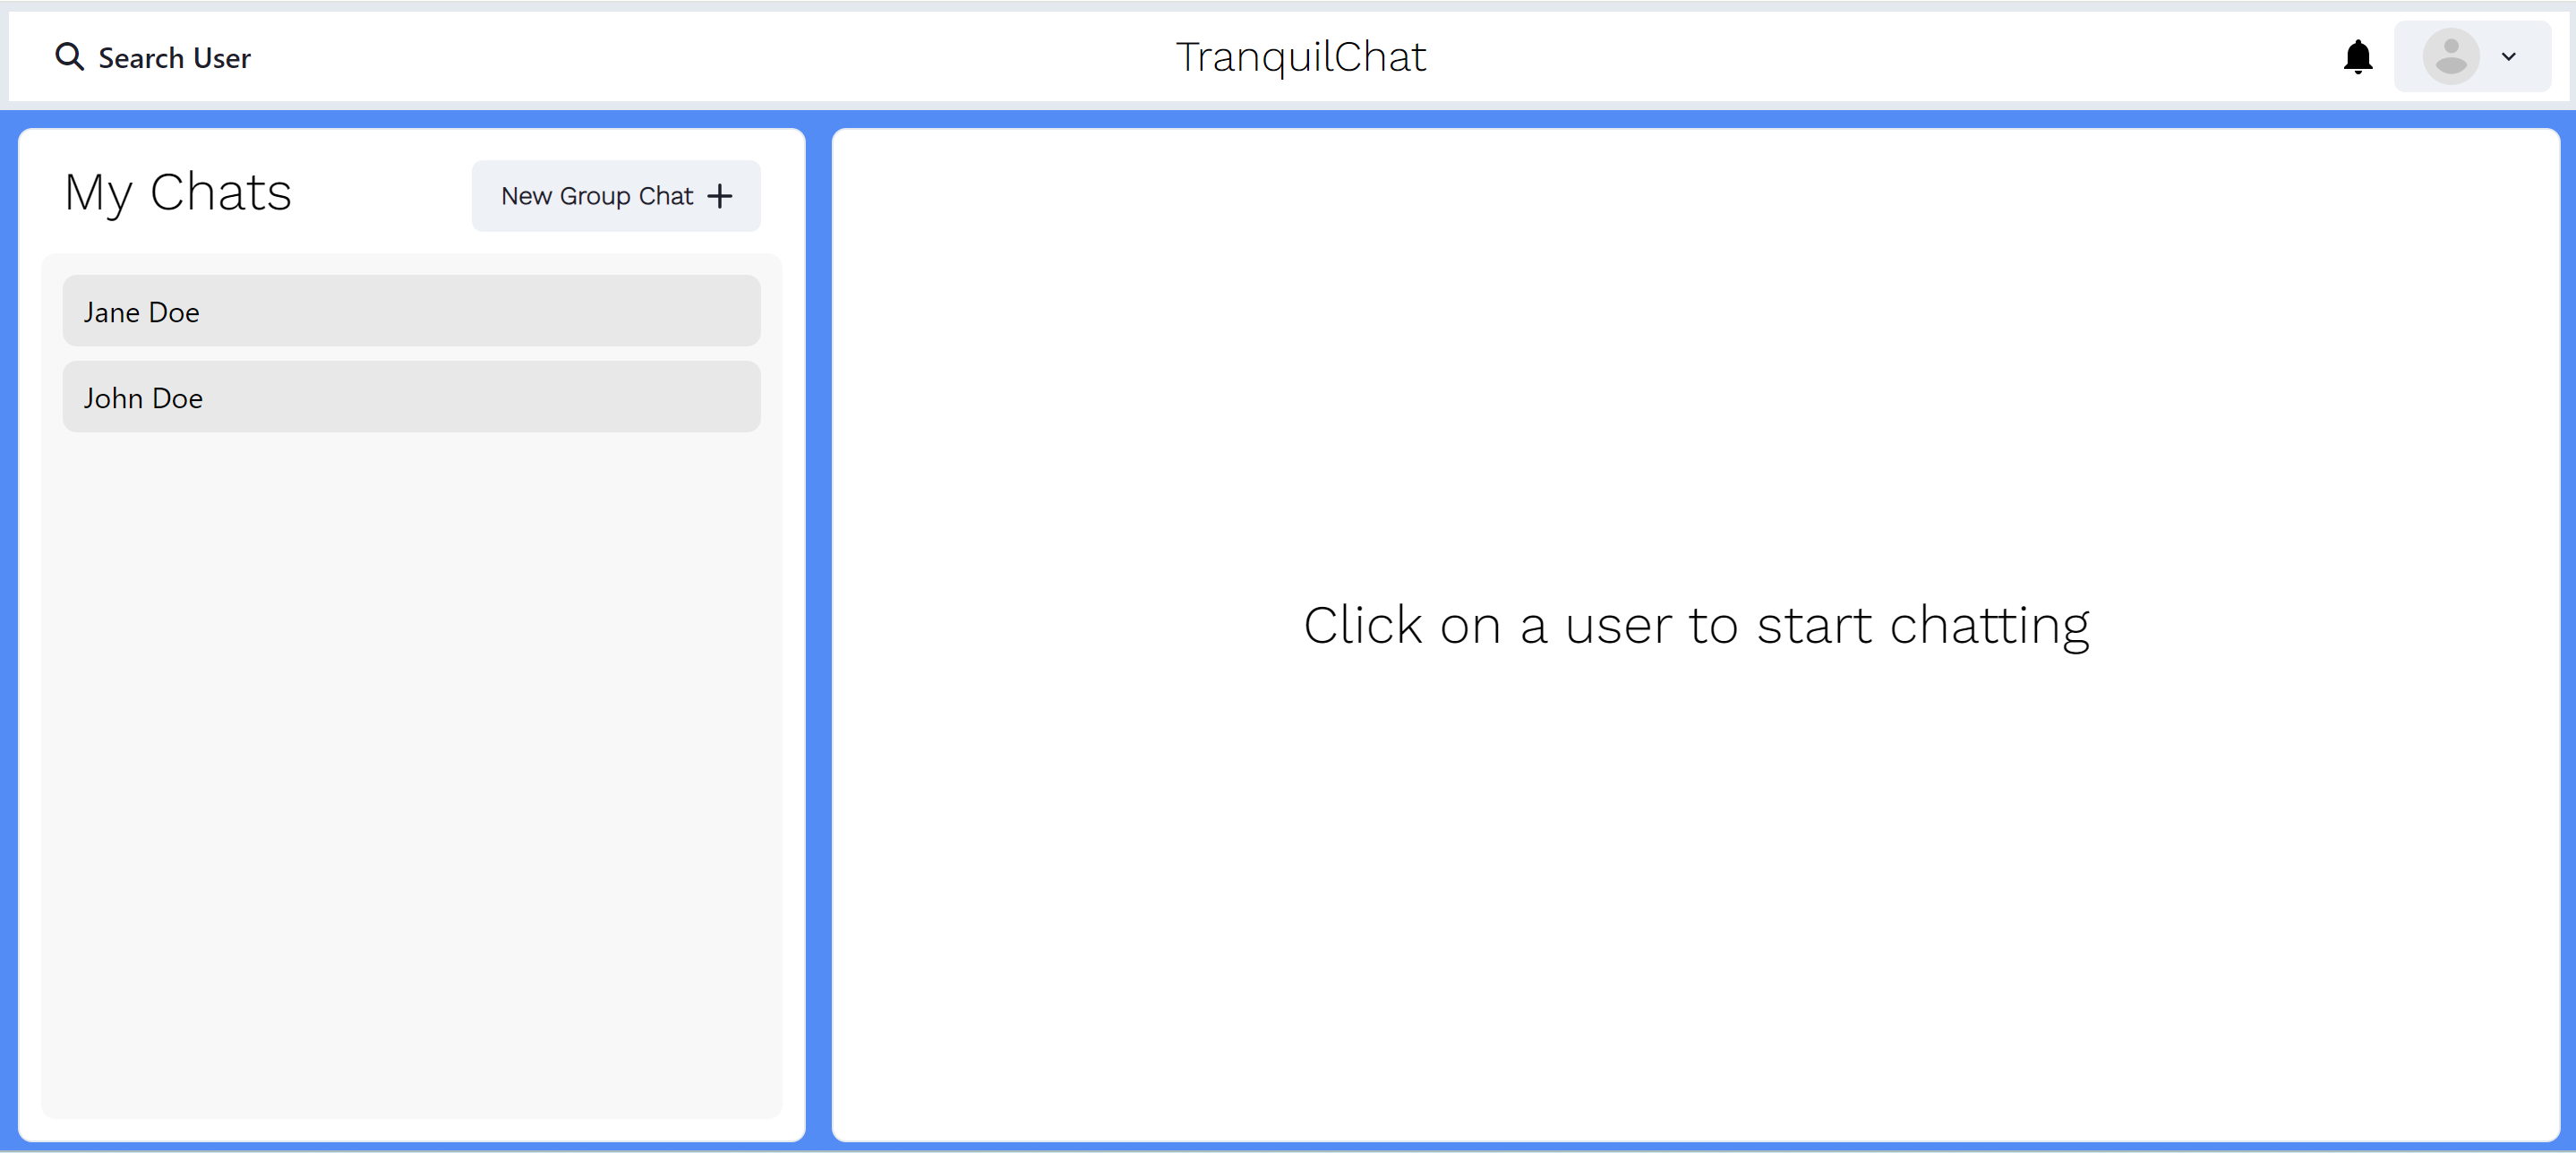 Search User
TranquilChat
My Chats
New Group Chat
Jane Doe
John Doe
Click on a user to start chatting